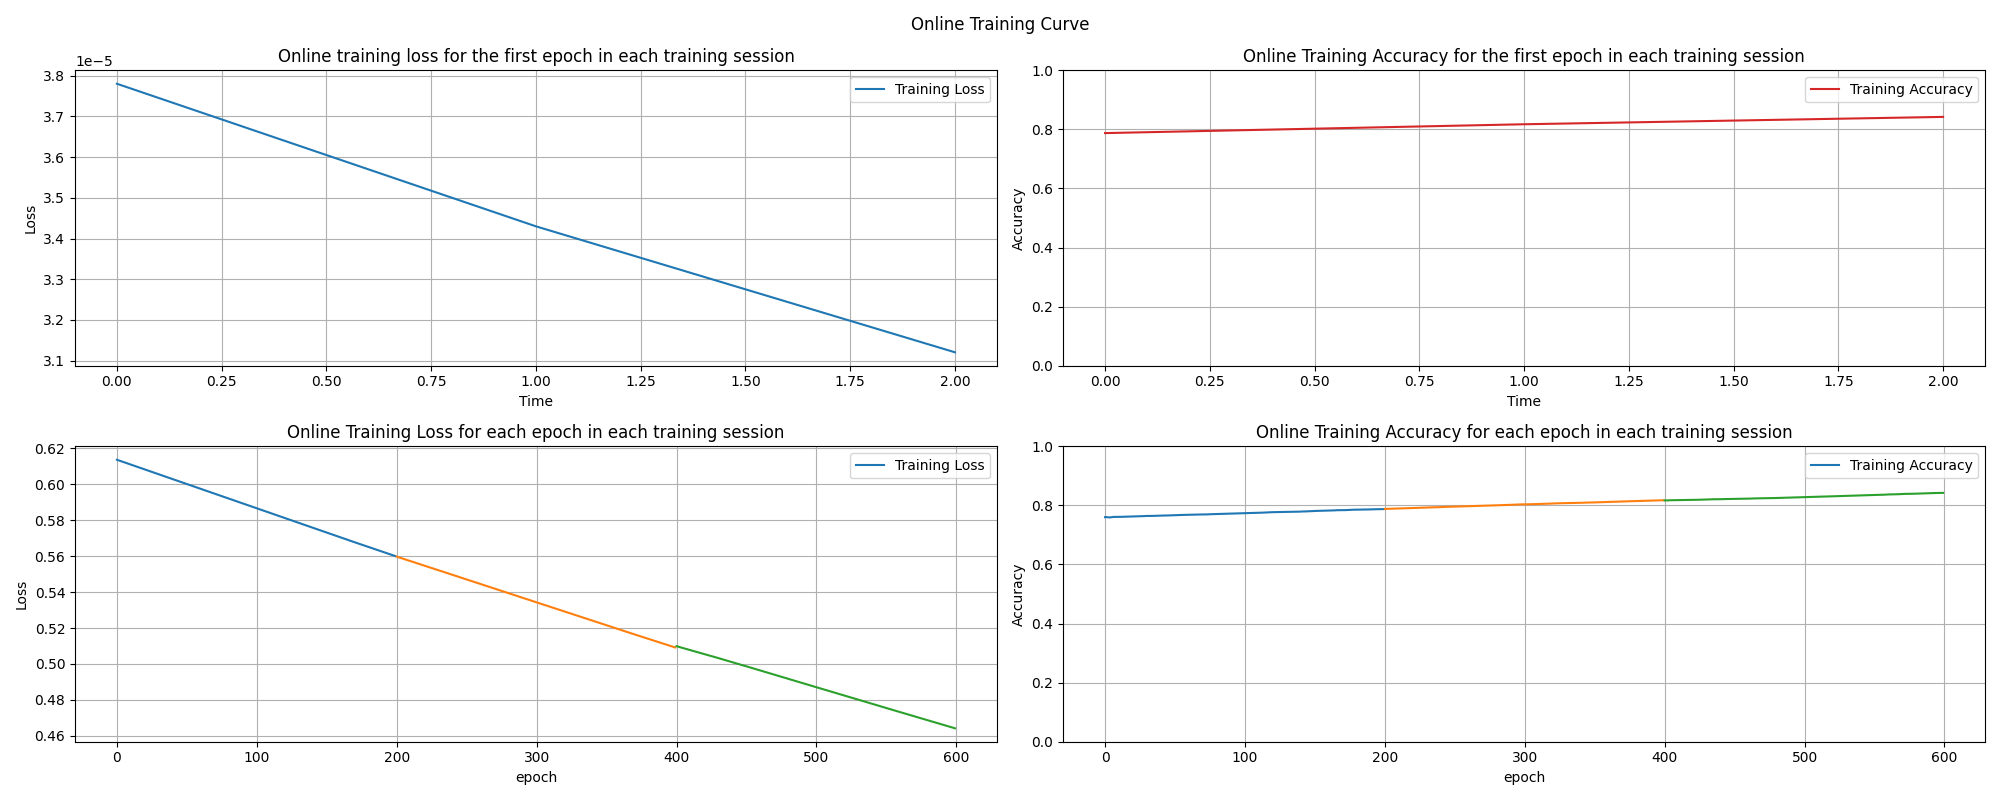 Online Training Curve
Online training loss for the first epoch in each training session
1e−5
Training Loss
3.8
3.7
3.6
3.5
3.4
3.3
3.2
3.1
Loss
0.00 0.25 0.50 0.75 1.00 1.25 1.50 1.75 2.00
Time
Online Training Accuracy for the first epoch in each training session
Training Accuracy
1.0
0.8
0.6
0.4
0.2
0.0
Accuracy
0.00 0.25 0.50 0.75 1.00 1.25 1.50 1.75 2.00
Time
Online Training Loss for each epoch in each training session
Training Loss
0.62
0.60
0.58
0.56
0.54
0.52
0.50
0.48
0.46
Loss
0 100 200 300 400 500 600
epoch
Online Training Accuracy for each epoch in each training session
Training Accuracy
1.0
0.8
0.6
0.4
0.2
0.0
Accuracy
0 100 200 300 400 500 600
epoch